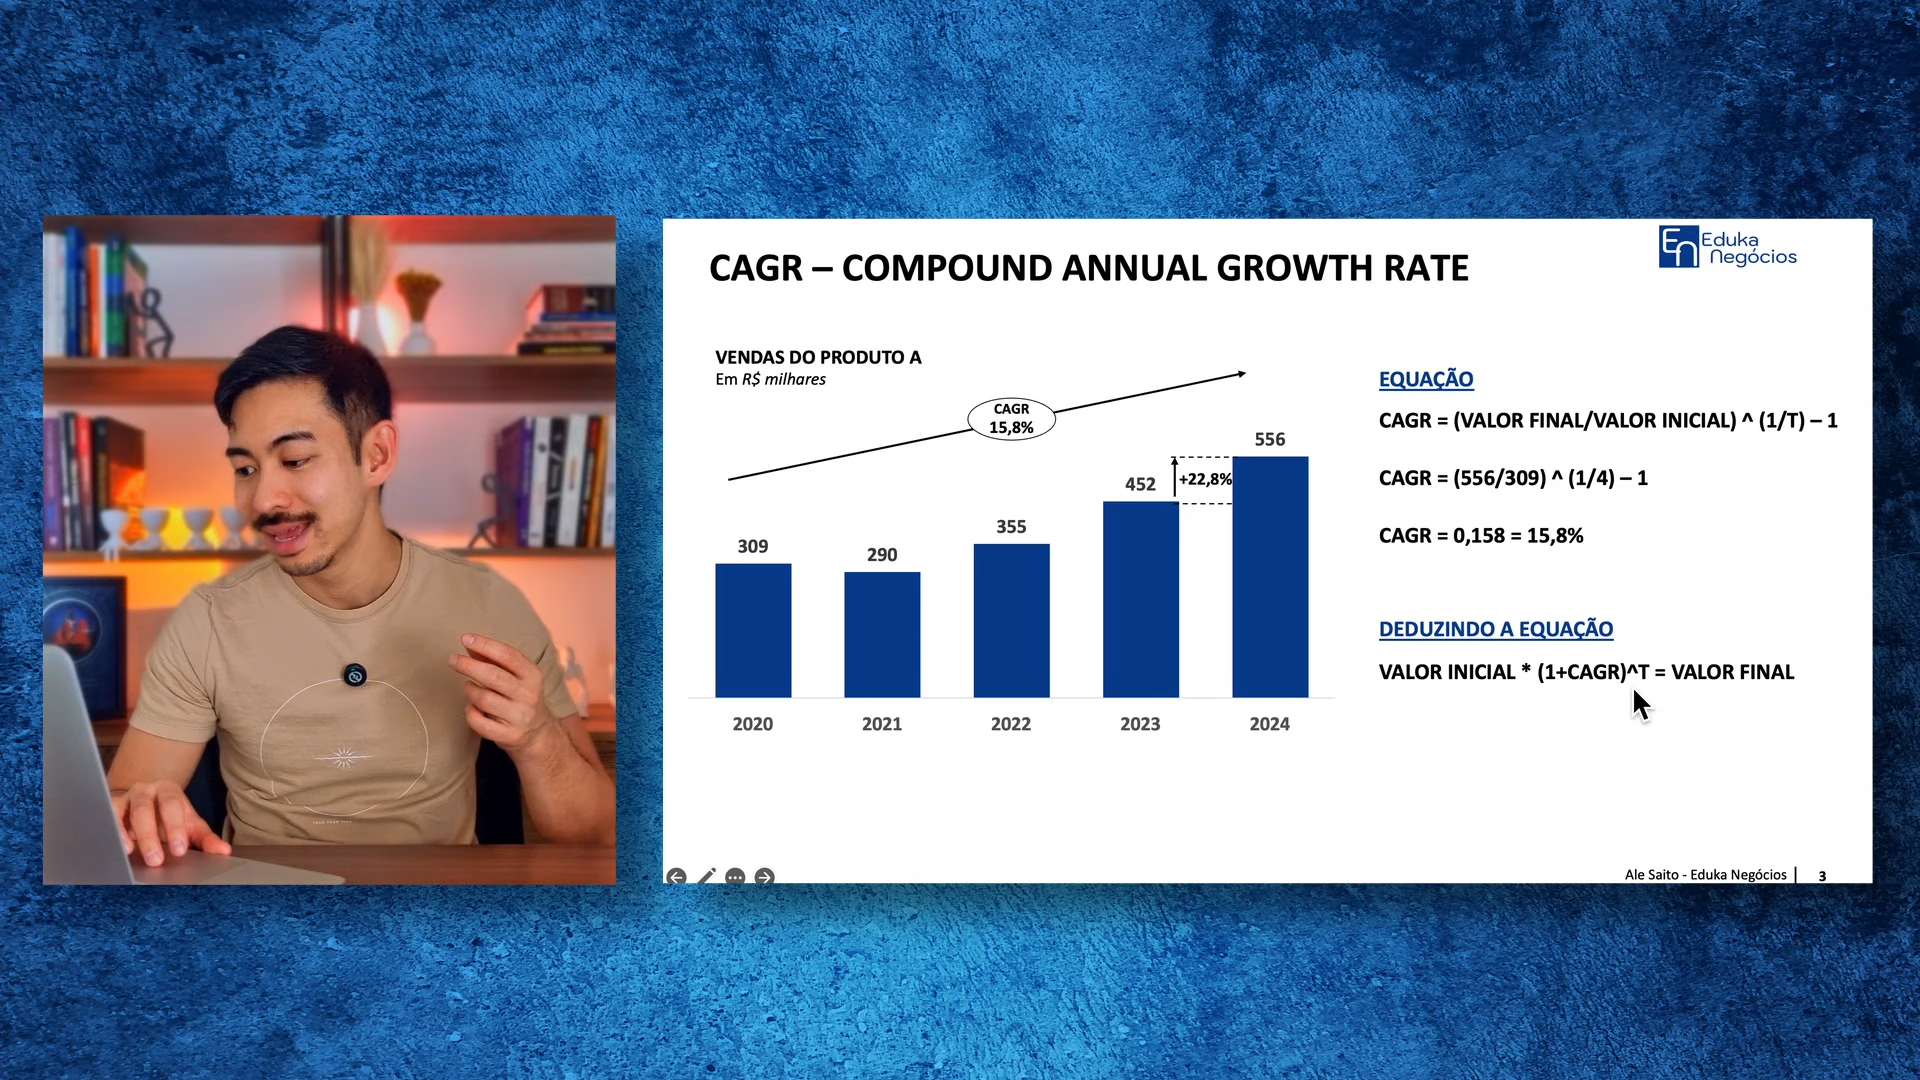 CAGR – COMPOUND ANNUAL GROWTH RATE
En Eduka
Negócios
VENDAS DO PRODUTO A
Em R$ milhares
CAGR
15,8%
309
290
355
452
+22,8%
556
2020
2021
2022
2023
2024
EQUAÇÃO
CAGR = (VALOR FINAL/VALOR INICIAL) ^ (1/T) – 1
CAGR = (556/309) ^ (1/4) – 1
CAGR = 0,158 = 15,8%
DEDUZINDO A EQUAÇÃO
VALOR INICIAL * (1+CAGR)^T = VALOR FINAL
Ale Saito - Eduka Negócios | 3